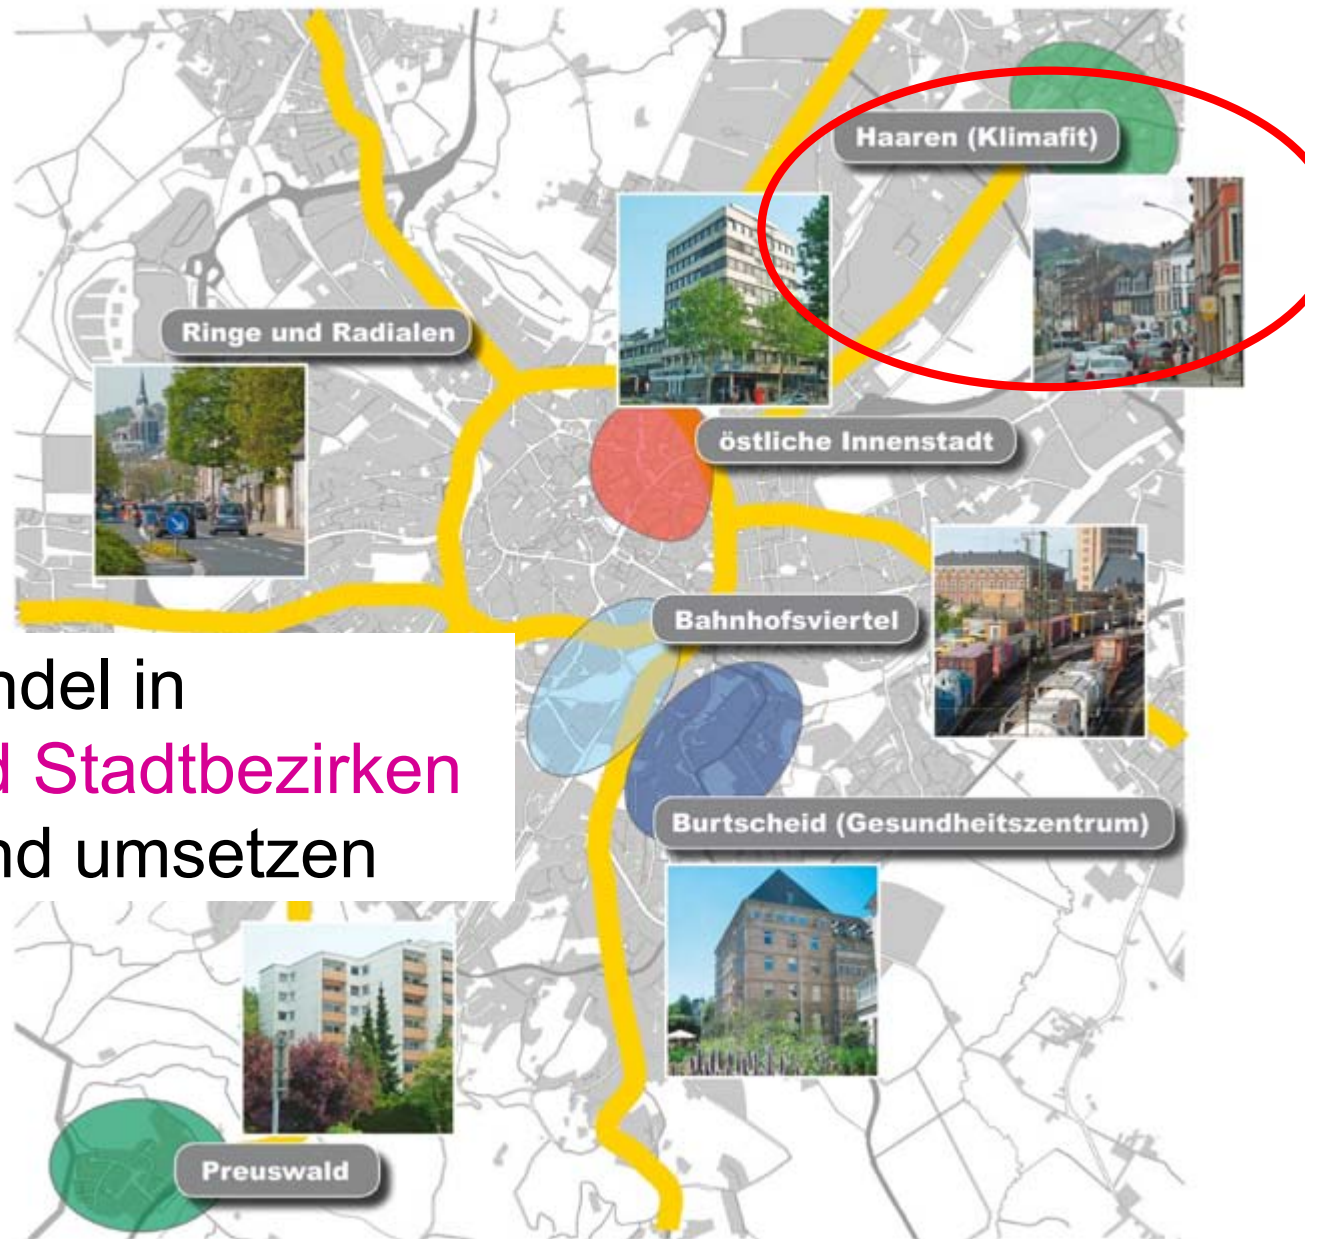 Haaren (Klimafit)
Ringe und Radialen
östliche Innenstadt
Bahnhofsviertel
ndel in
d Stadtbezirken
nd umsetzen
Burtscheid (Gesundheitszentrum)
Preuswald